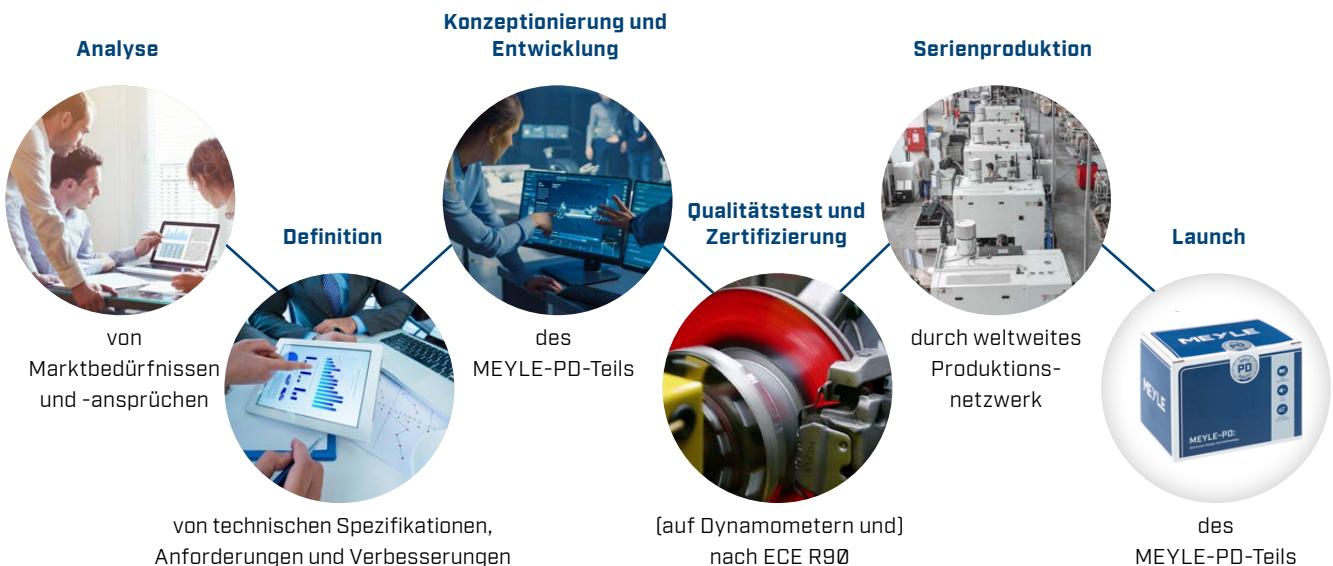 Analyse
von
Marktbedürfnissen
und -ansprüchen
Definition
von technischen Spezifikationen,
Anforderungen und Verbesserungen
Konzeptionierung und
Entwicklung
des
MEYLE-PD-Teils
Qualitätstest und
Zertifizierung
(auf Dynamometern und)
nach ECE R90
Serienproduktion
durch weltweites
Produktions-
netzwerk
Launch
MEYLE
PD
MEYLE
MEYLE-PD:
des
MEYLE-PD-Teils